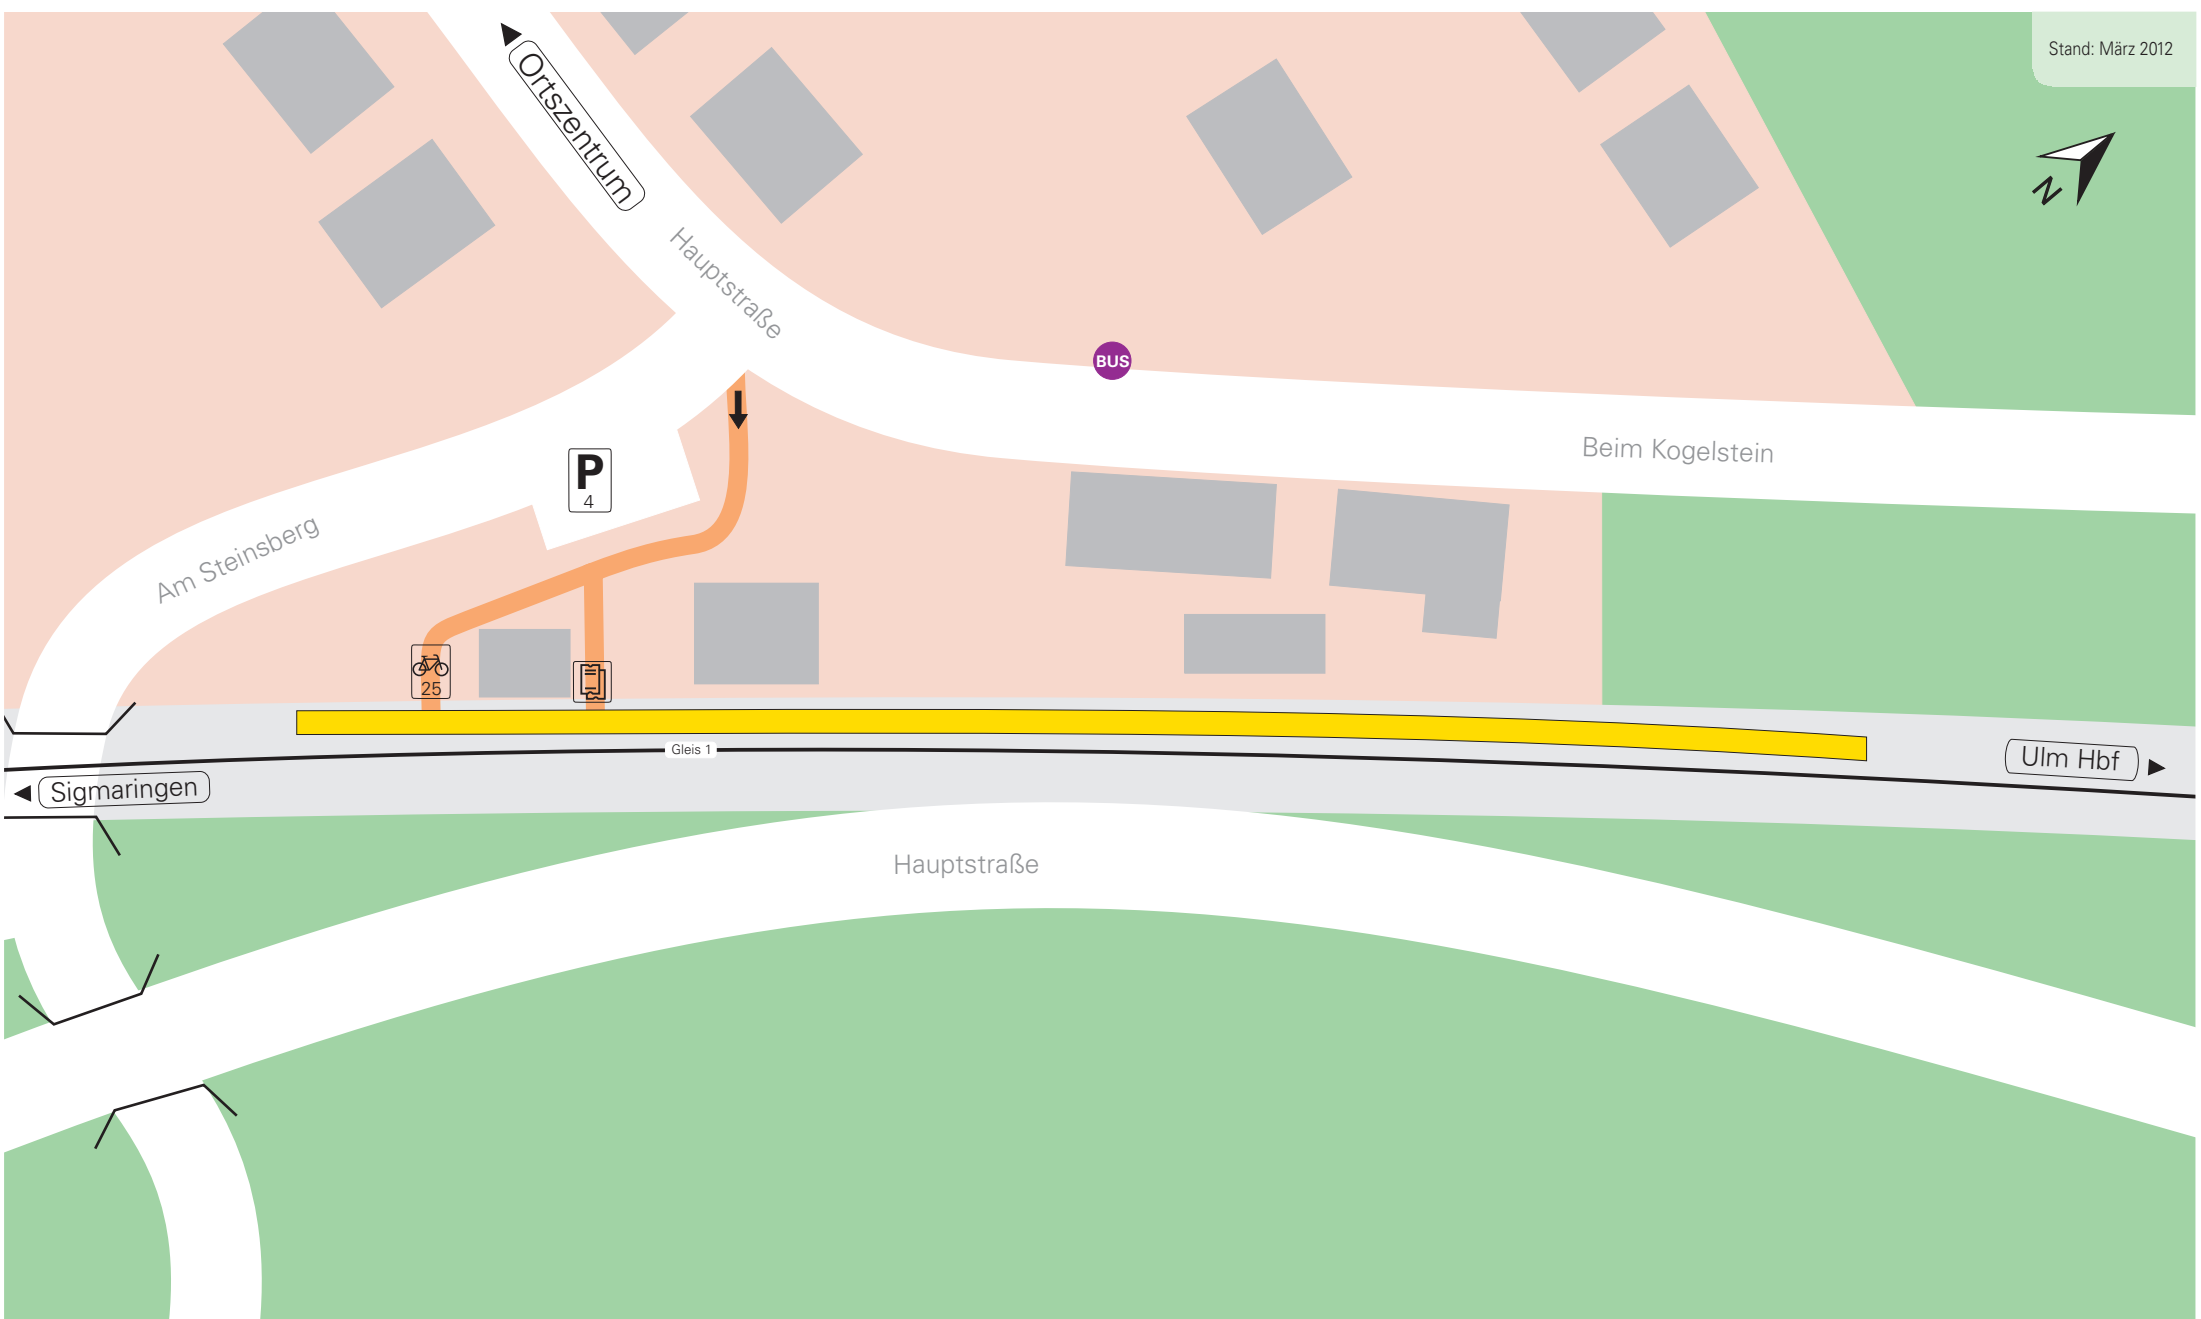 Stand: März 2012
N
Ortszentrum
Hauptstraße
BUS
Beim Kogelstein
P
4
Am Steinsberg
25
Gleis 1
Sigmaringen
Ulm Hbf
Hauptstraße